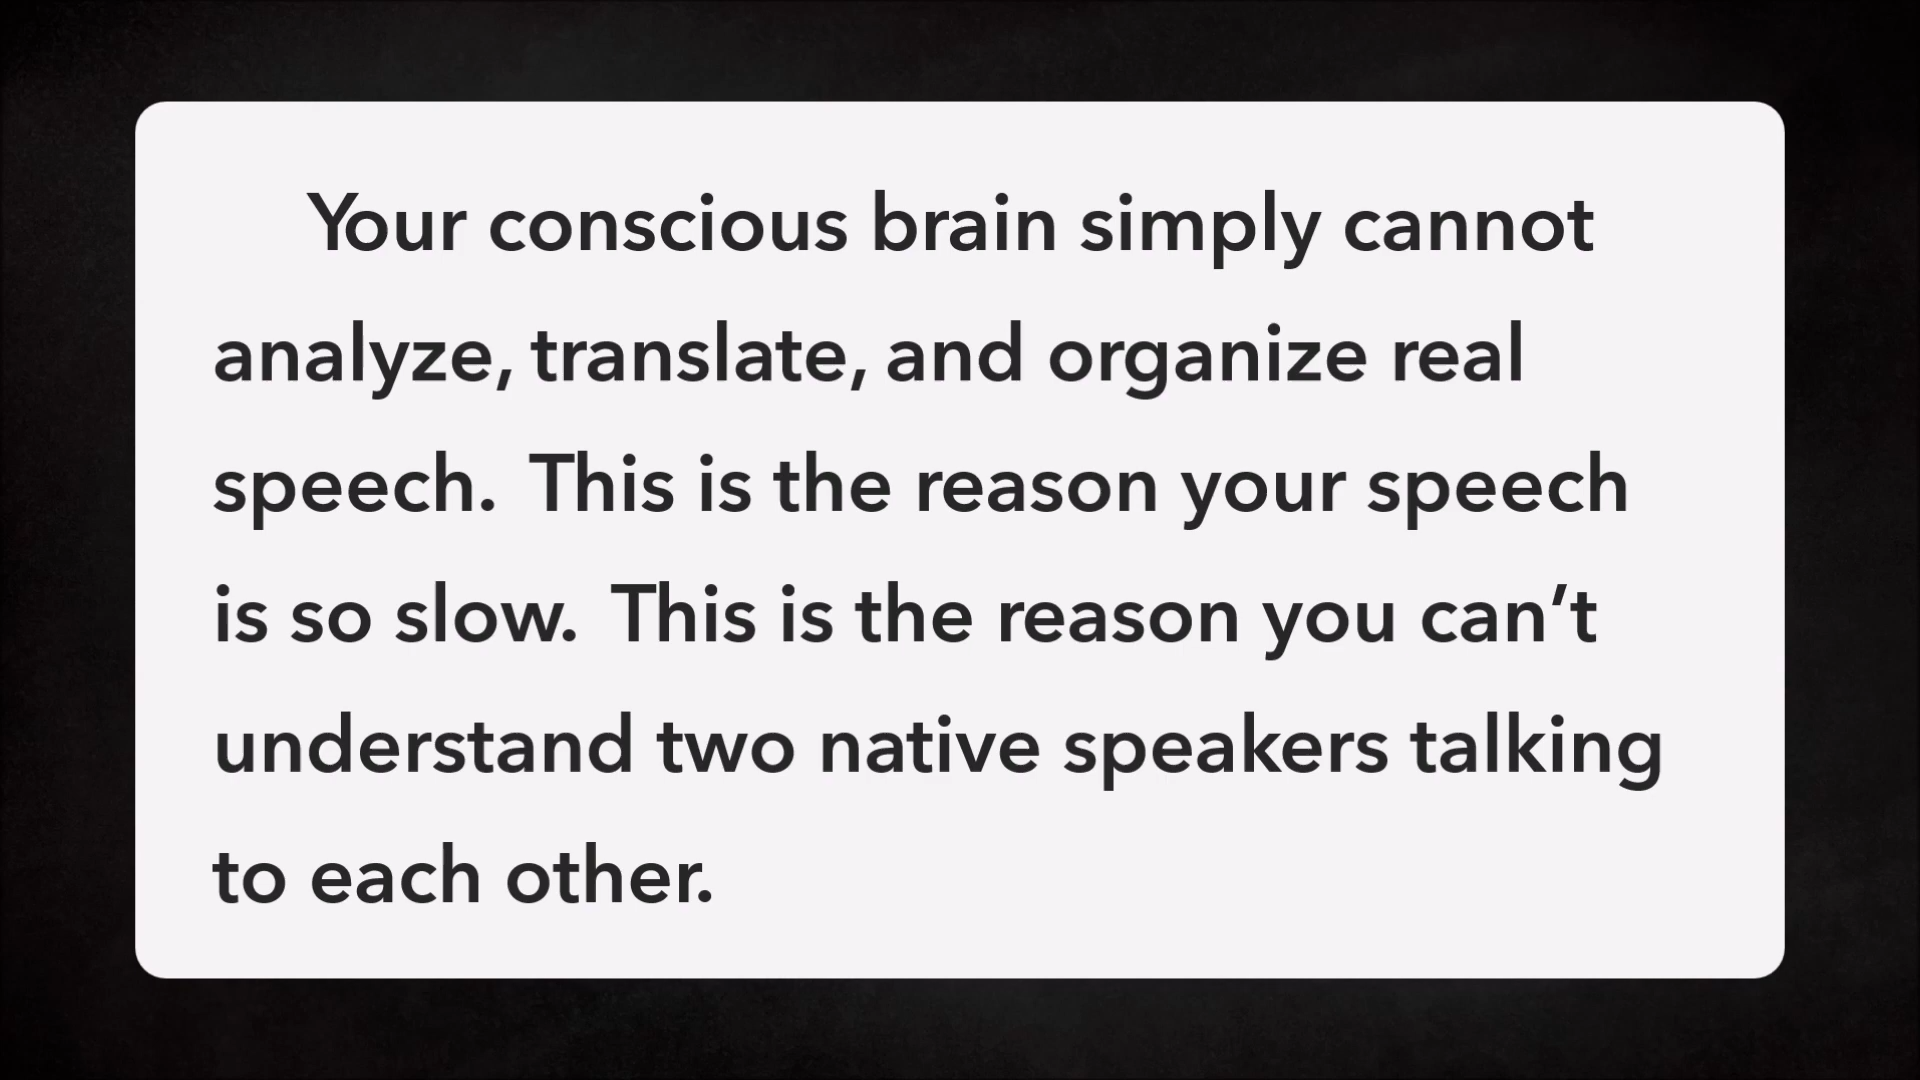 Your conscious brain simply cannot
analyze, translate, and organize real
speech. This is the reason your speech
is so slow. This is the reason you can’t
understand two native speakers talking
to each other.